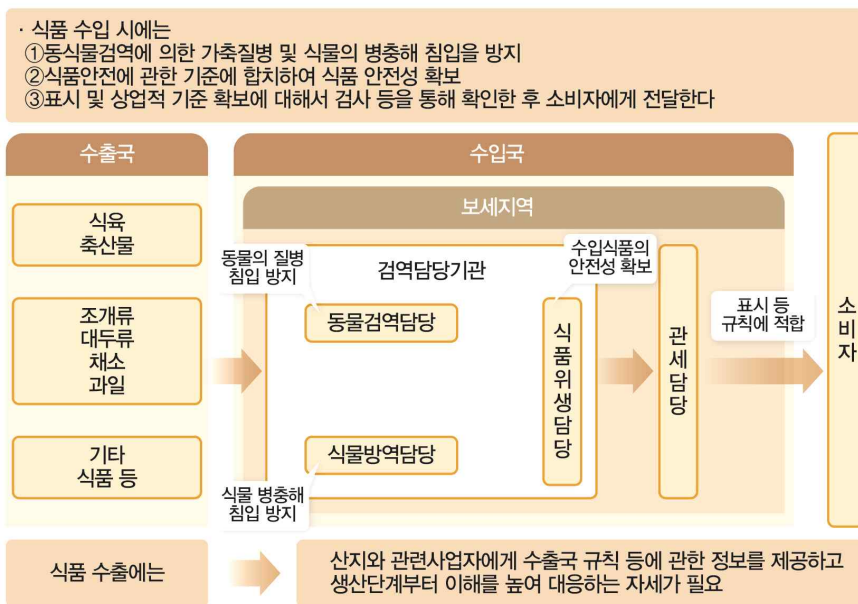 · 식품 수입 시에는
①동식물검역에 의한 가축질병 및 식물의 병충해 침입을 방지
②식품안전에 관한 기준에 합치하여 식품 안전성 확보
③표시 및 상업적 기준 확보에 대해서 검사 등을 통해 확인한 후 소비자에게 전달한다
수출국
식육
축산물
조개류
대두류
채소
과일
기타
식품 등
수입국
보세지역
동물의 질병
침입 방지
검역담당기관
수입식품의
안전성 확보
동물검역담당
식물방역담당
식물 병충해
침입 방지
식품위생담당
관세담당
표시 등
규칙에 적합
소비자
식품 수출에는
산지와 관련사업자에게 수출국 규칙 등에 관한 정보를 제공하고
생산단계부터 이해를 높여 대응하는 자세가 필요